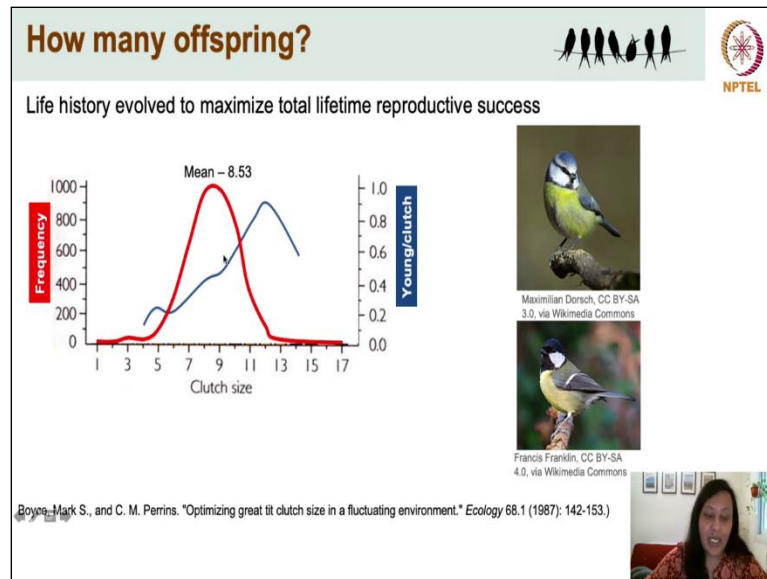 How many offspring?
NPTEL
Life history evolved to maximize total lifetime reproductive success
Mean – 8.53
Frequency
1000
800
600
400
200
0
1 3 5 7 9 11 13 15 17
Clutch size
1.0
0.8
0.6
0.4
0.2
0.0
Young/clutch
Maximilian Dorsch, CC BY-SA
3.0, via Wikimedia Commons
Francis Franklin, CC BY-SA
4.0, via Wikimedia Commons
Boyce, Mark S., and C. M. Perrins. "Optimizing great tit clutch size in a fluctuating environment." Ecology 68.1 (1987): 142-153.)